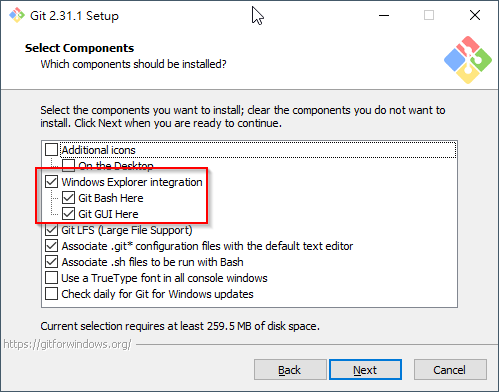 Git 2.31.1 Setup
Select Components
Which components should be installed?
Select the components you want to install; clear the components you do not want to
install. Click Next when you are ready to continue.
Additional icons
On the Desktop
Windows Explorer integration
Git Bash Here
Git GUI Here
Git LFS (Large File Support)
Associate .git* configuration files with the default text editor
Associate .sh files to be run with Bash
Use a TrueType font in all console windows
Check daily for Git for Windows updates
Current selection requires at least 259.5 MB of disk space.
https://gitforwindows.org/
Back
Next
Cancel